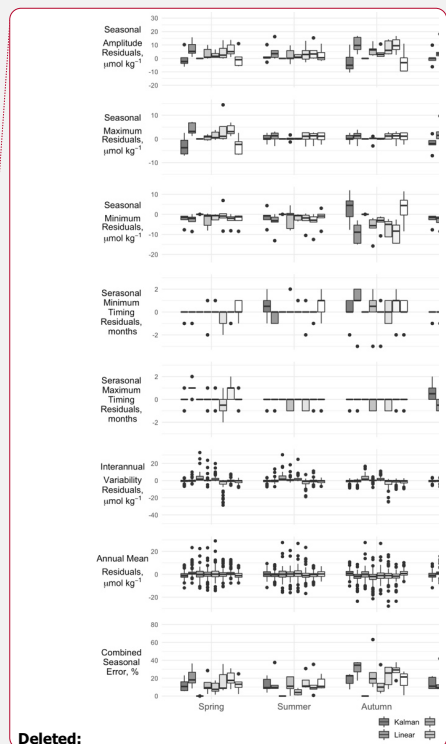 Seasonal
Amplitude
Residuals,
μmol kg⁻¹
30
20
10
0
-10
-20
Seasonal
Maximum
Residuals,
μmol kg⁻¹
10
0
-10
Seasonal
Minimum
Residuals,
μmol kg⁻¹
10
0
-10
-20
Serasonal
Minimum
Timing
Residuals,
months
2
0
-2
Serasonal
Maximum
Timing
Residuals,
months
2
1
0
-1
-2
Interannual
Variability
Residuals,
μmol kg⁻¹
20
0
-20
-40
Annual Mean
Residuals,
μmol kg⁻¹
20
0
-20
Combined
Seasonal
Error, %
80
60
40
20
0
Spring
Summer
Autumn
Kalman
Linear
Deleted: